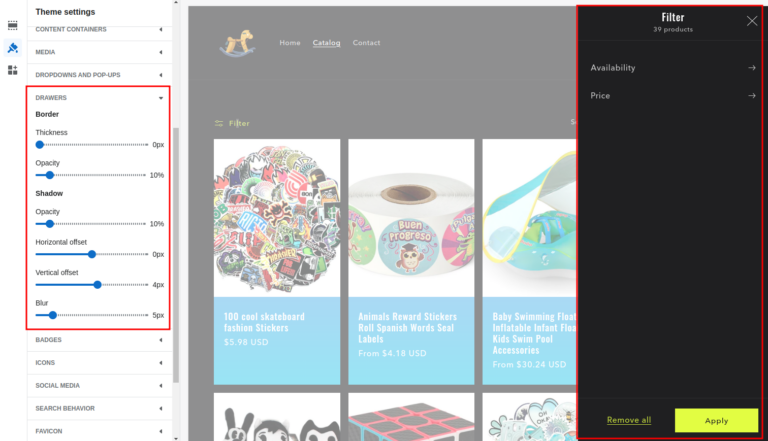 Theme settings
CONTENT CONTAINERS
MEDIA
DROPDOWNS AND POP-UPS
DRAWERS
Border
Thickness
0px
Opacity
10%
Shadow
Opacity
10%
Horizontal offset
0px
Vertical offset
4px
Blur
5px
BADGES
ICONS
SOCIAL MEDIA
SEARCH BEHAVIOR
FAVICON
Home Catalog Contact
Filter
Buen
Progreso
100 cool skateboard
fashion Stickers
$5.98 USD
Animals Reward Stickers
Roll Spanish Words Seal
Labels
From $4.18 USD
Baby Swimming Float
Inflatable Infant Floa
Kids Swim Pool
Accessories
From $30.24 USD
Filter
39 products
Availability
Price
Remove all
Apply